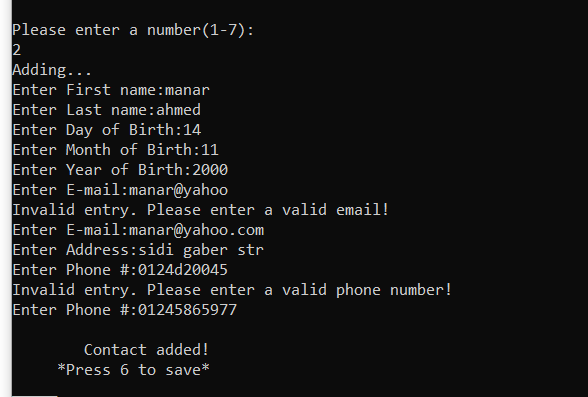 Please enter a number(1-7):
2
Adding...
Enter First name:manar
Enter Last name:ahmed
Enter Day of Birth:14
Enter Month of Birth:11
Enter Year of Birth:2000
Enter E-mail:manar@yahoo
Invalid entry. Please enter a valid email!
Enter E-mail:manar@yahoo.com
Enter Address:sidi gaber str
Enter Phone #:0124d20045
Invalid entry. Please enter a valid phone number!
Enter Phone #:01245865977
Contact added!
*Press 6 to save*